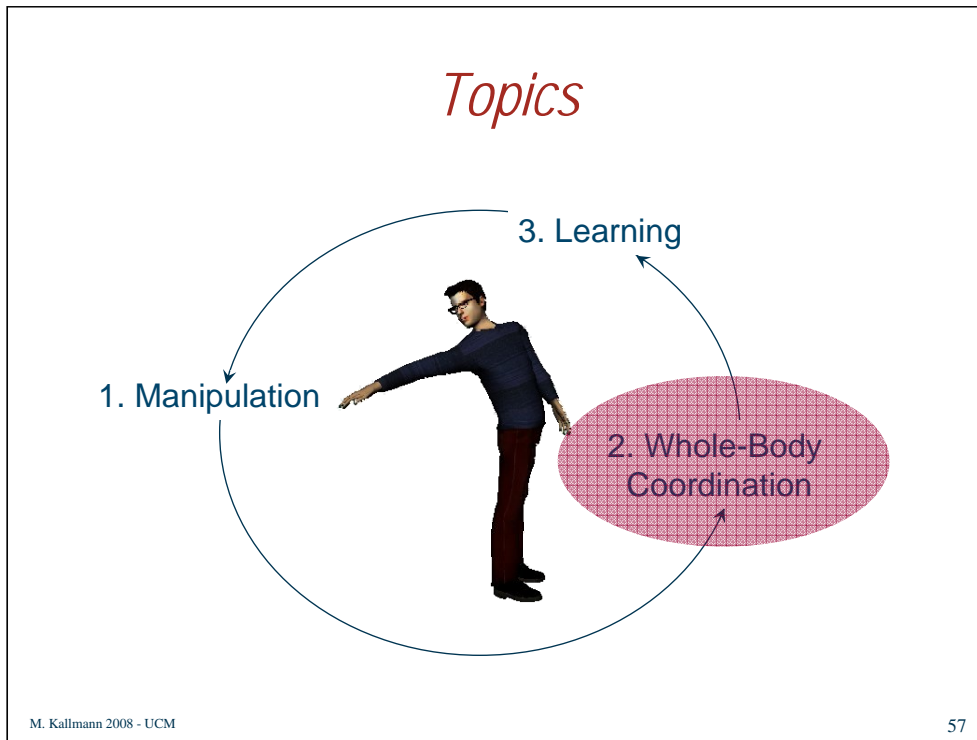 Topics
3. Learning
1. Manipulation
2. Whole-Body
Coordination
M. Kallmann 2008 - UCM
57